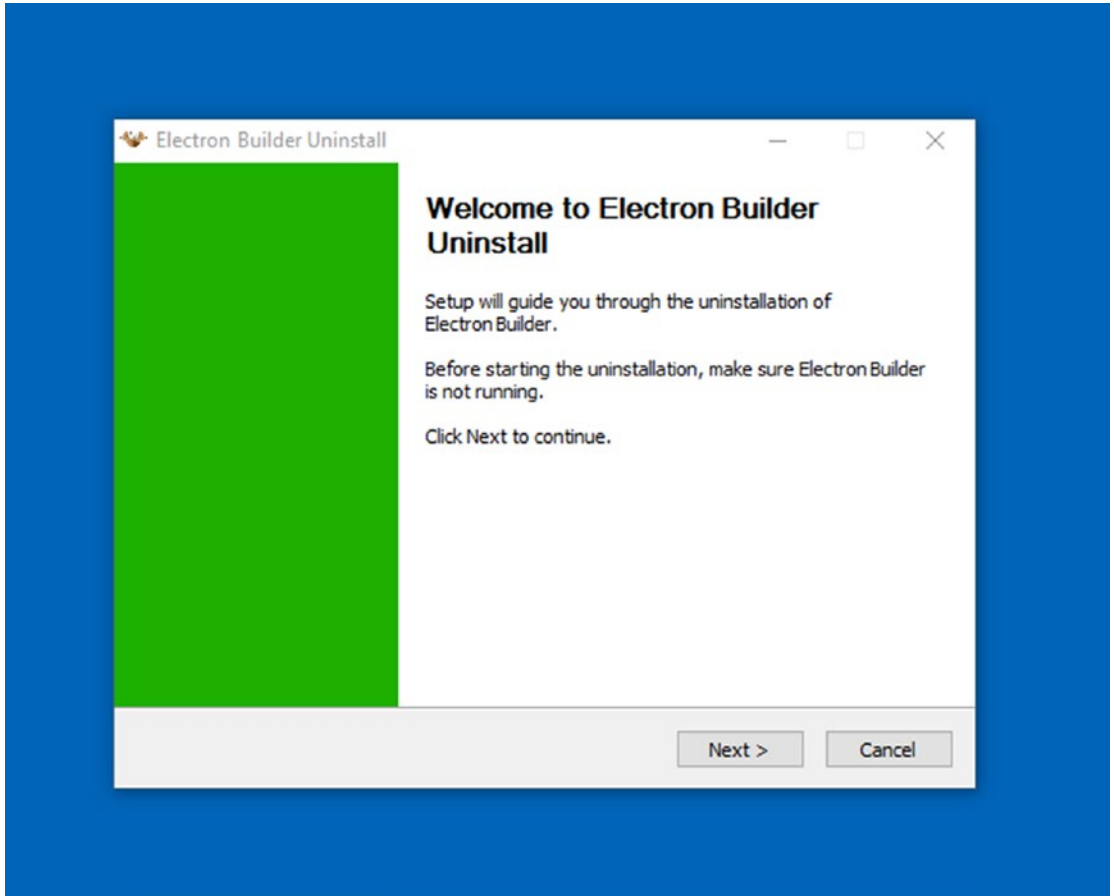 Electron Builder Uninstall
Welcome to Electron Builder
Uninstall
Setup will guide you through the uninstallation of
Electron Builder.
Before starting the uninstallation, make sure Electron Builder
is not running.
Click Next to continue.
Next >
Cancel